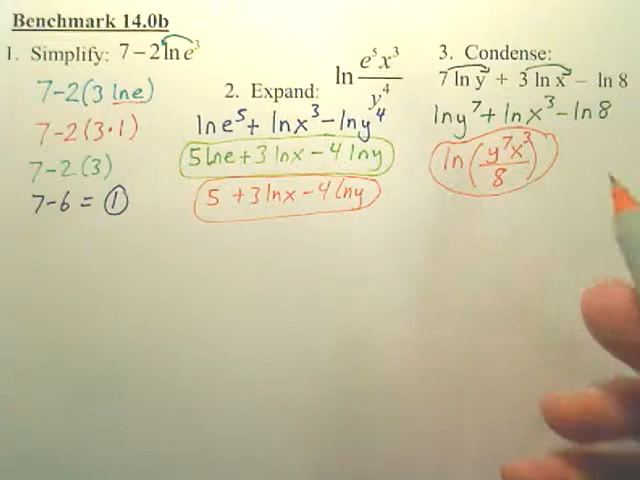 Benchmark 14.0b
1. Simplify: 7 – 2 ln e³
7-2(3 lne)
7-2(3·1)
7-2(3)
7-6 = 1
2. Expand: ln e⁵x³/y⁴
lne⁵ + lnx³ - lny⁴
5lne + 3lnx - 4lny
5 + 3lnx - 4lny
3. Condense:
7 ln y + 3 ln x – ln 8
lny⁷ + lnx³ - ln8
ln(y⁷x³/8)